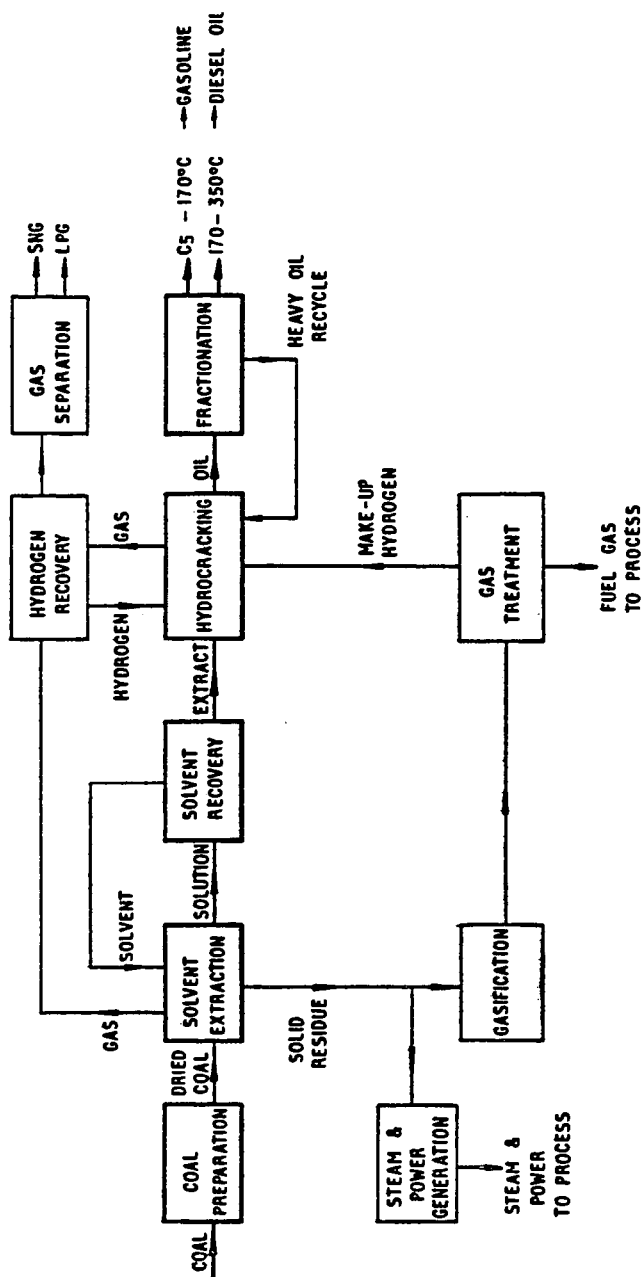 COAL
COAL
PREPARATION
DRIED
COAL
GAS
SOLVENT
EXTRACTION
SOLVENT
SOLUTION
SOLVENT
RECOVERY
EXTRACT
HYDROGEN
HYDROGEN
RECOVERY
GAS
HYDROCRACKING
OIL
GAS
SEPARATION
SNG
LPG
FRACTIONATION
C5 -170°C → GASOLINE
170-350°C → DIESEL OIL
HEAVY OIL
RECYCLE
MAKE-UP
HYDROGEN
SOLID
RESIDUE
STEAM &
POWER
GENERATION
STEAM &
POWER
TO PROCESS
GASIFICATION
GAS
TREATMENT
FUEL GAS
TO PROCESS